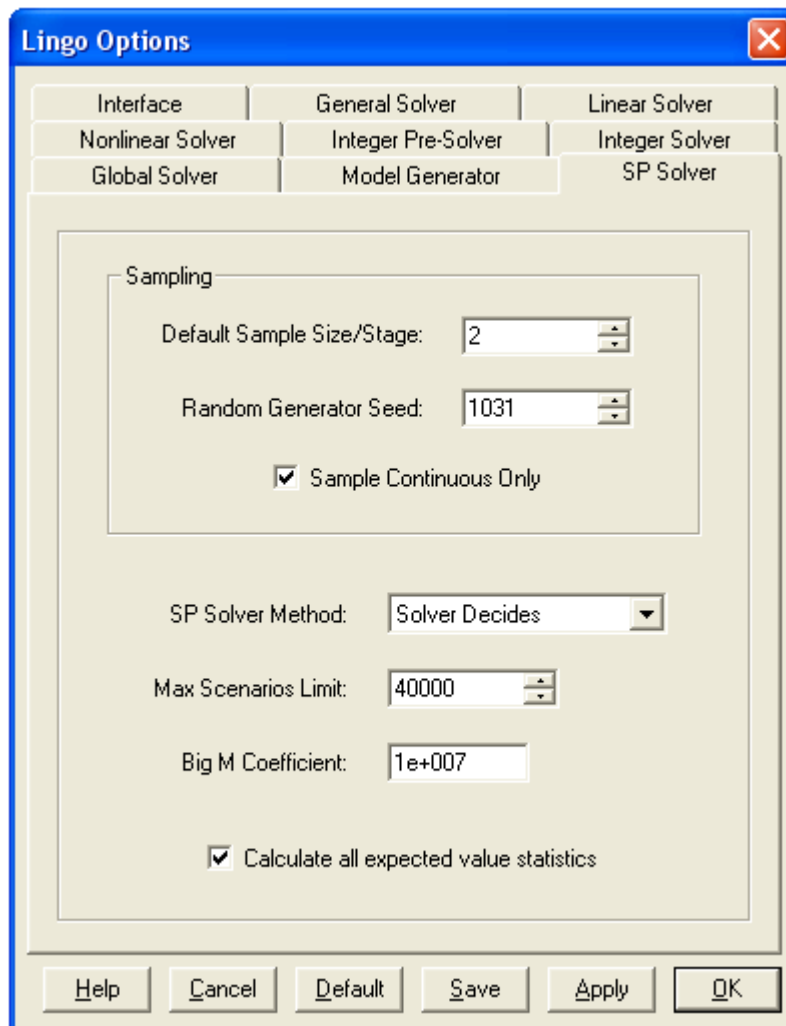 Lingo Options
Interface General Solver Linear Solver
Nonlinear Solver Integer Pre-Solver Integer Solver
Global Solver Model Generator SP Solver
Sampling
Default Sample Size/Stage: 2
Random Generator Seed: 1031
Sample Continuous Only
SP Solver Method: Solver Decides
Max Scenarios Limit: 40000
Big M Coefficient: 1e+007
Calculate all expected value statistics
Help Cancel Default Save Apply OK